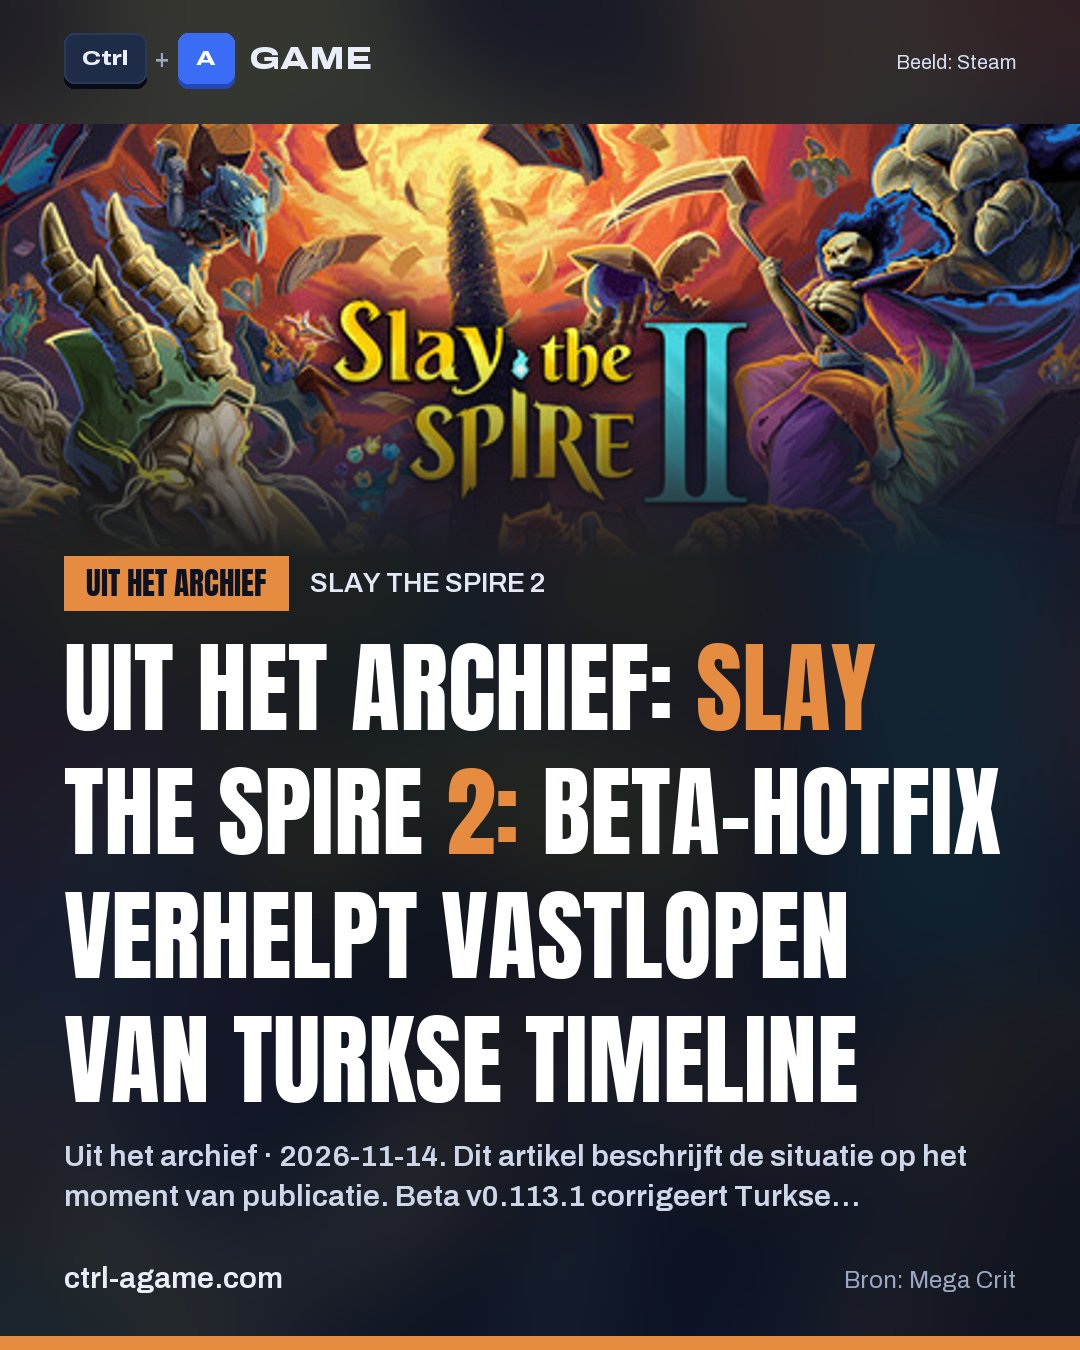 Ctrl + A GAME
Beeld: Steam
Slay the
SPIRE II
UIT HET ARCHIEF SLAY THE SPIRE 2
UIT HET ARCHIEF: SLAY
THE SPIRE 2: BETA-HOTFIX
VERHELPT VASTLOPEN
VAN TURKSE TIMELINE
Uit het archief · 2026-11-14. Dit artikel beschrijft de situatie op het
moment van publicatie. Beta v0.113.1 corrigeert Turkse...
ctrl-agame.com
Bron: Mega Crit